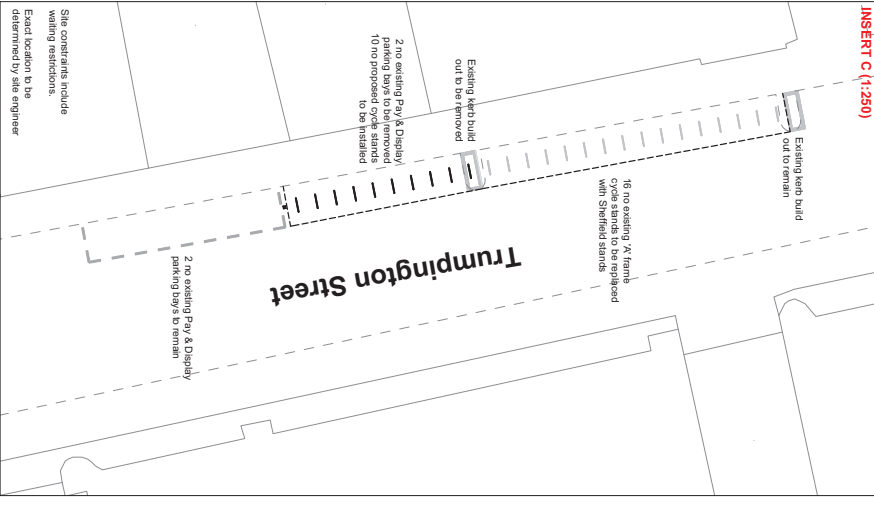 INSERT C (1:250)
Existing kerb build
out to remain
16 no existing 'A' frame
cycle stands to be replaced
with Sheffield stands
Existing kerb build
out to be removed
2 no existing Pay & Display
parking bays to be removed
10 no proposed cycle stands
to be installed
Trumpington Street
2 no existing Pay & Display
parking bays to remain
Site constraints include
waiting restrictions.
Exact location to be
determined by site engineer